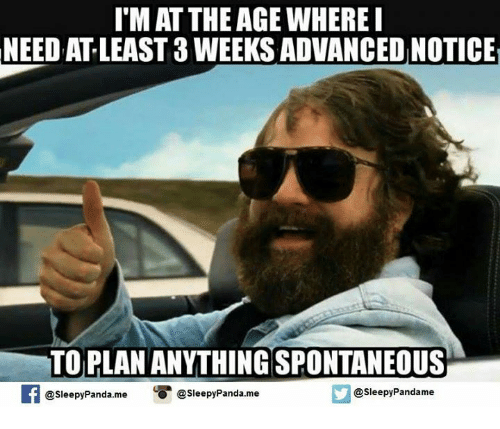 I'M AT THE AGE WHERE I
NEED AT LEAST 3 WEEKS ADVANCED NOTICE
TO PLAN ANYTHING SPONTANEOUS
f @SleepyPanda.me @SleepyPanda.me @SleepyPandame